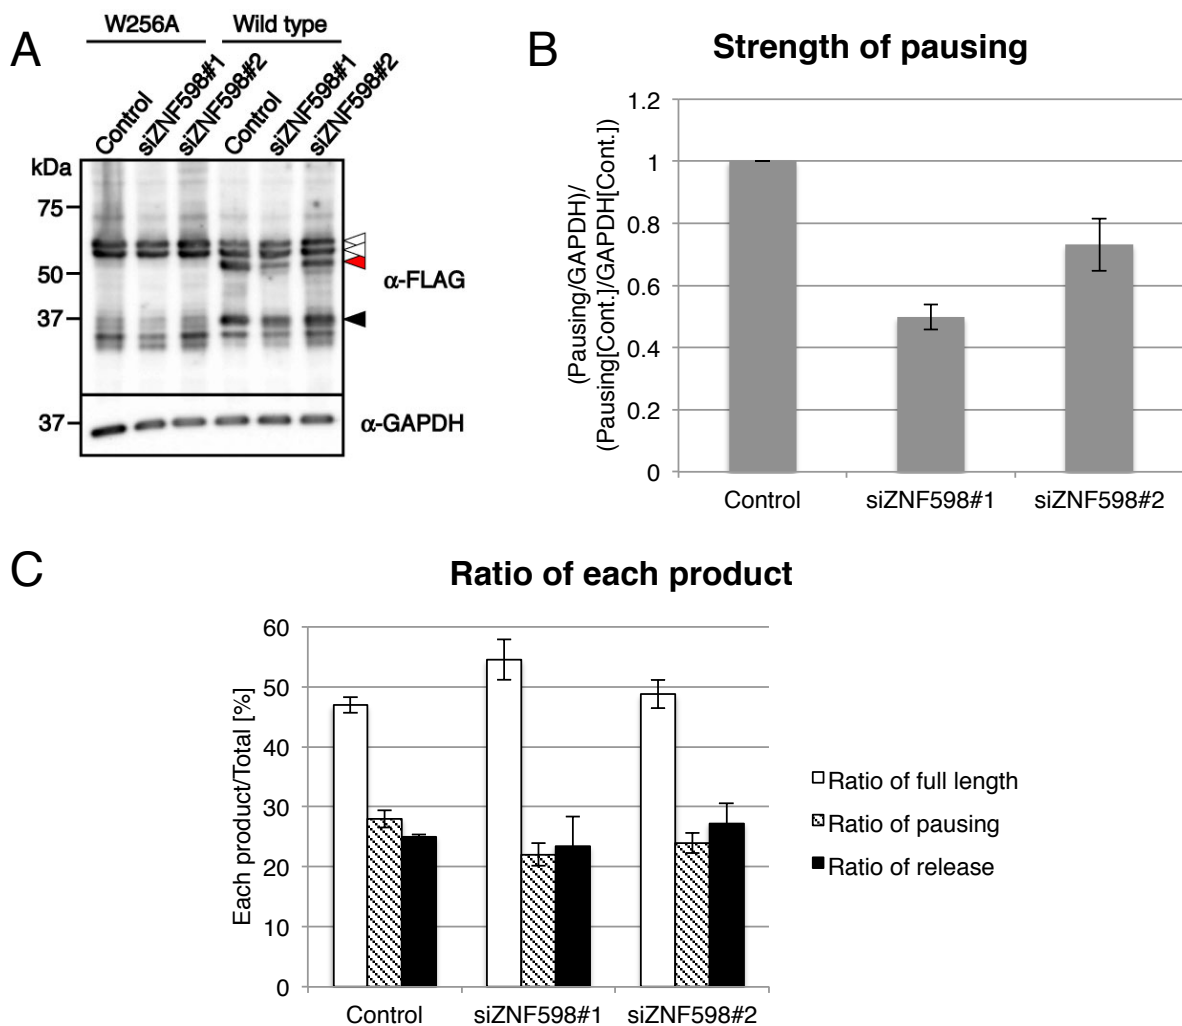 A
W256A
Wild type
Control
siZNF598#1
siZNF598#2
Control
siZNF598#1
siZNF598#2
kDa
75
50
37
α-FLAG
37
α-GAPDH
B
Strength of pausing
(Pausing/GAPDH)/
(Pausing[Cont.]/GAPDH[Cont.])
1.2
1
0.8
0.6
0.4
0.2
0
Control
siZNF598#1
siZNF598#2
C
Ratio of each product
Each product/Total [%]
60
50
40
30
20
10
0
Control
siZNF598#1
siZNF598#2
Ratio of full length
Ratio of pausing
Ratio of release